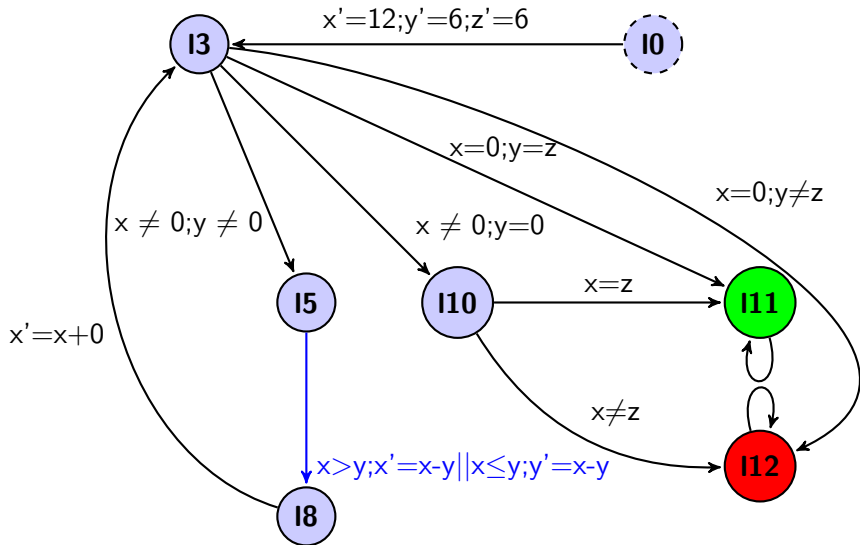 x'=12;y'=6;z'=6
l3
l0
x=0;y=z
x=0;y≠z
x ≠ 0;y ≠ 0
x ≠ 0;y=0
l5
l10
x=z
l11
x'=x+0
x≠z
x>y;x'=x-y||x≤y;y'=x-y
l12
l8